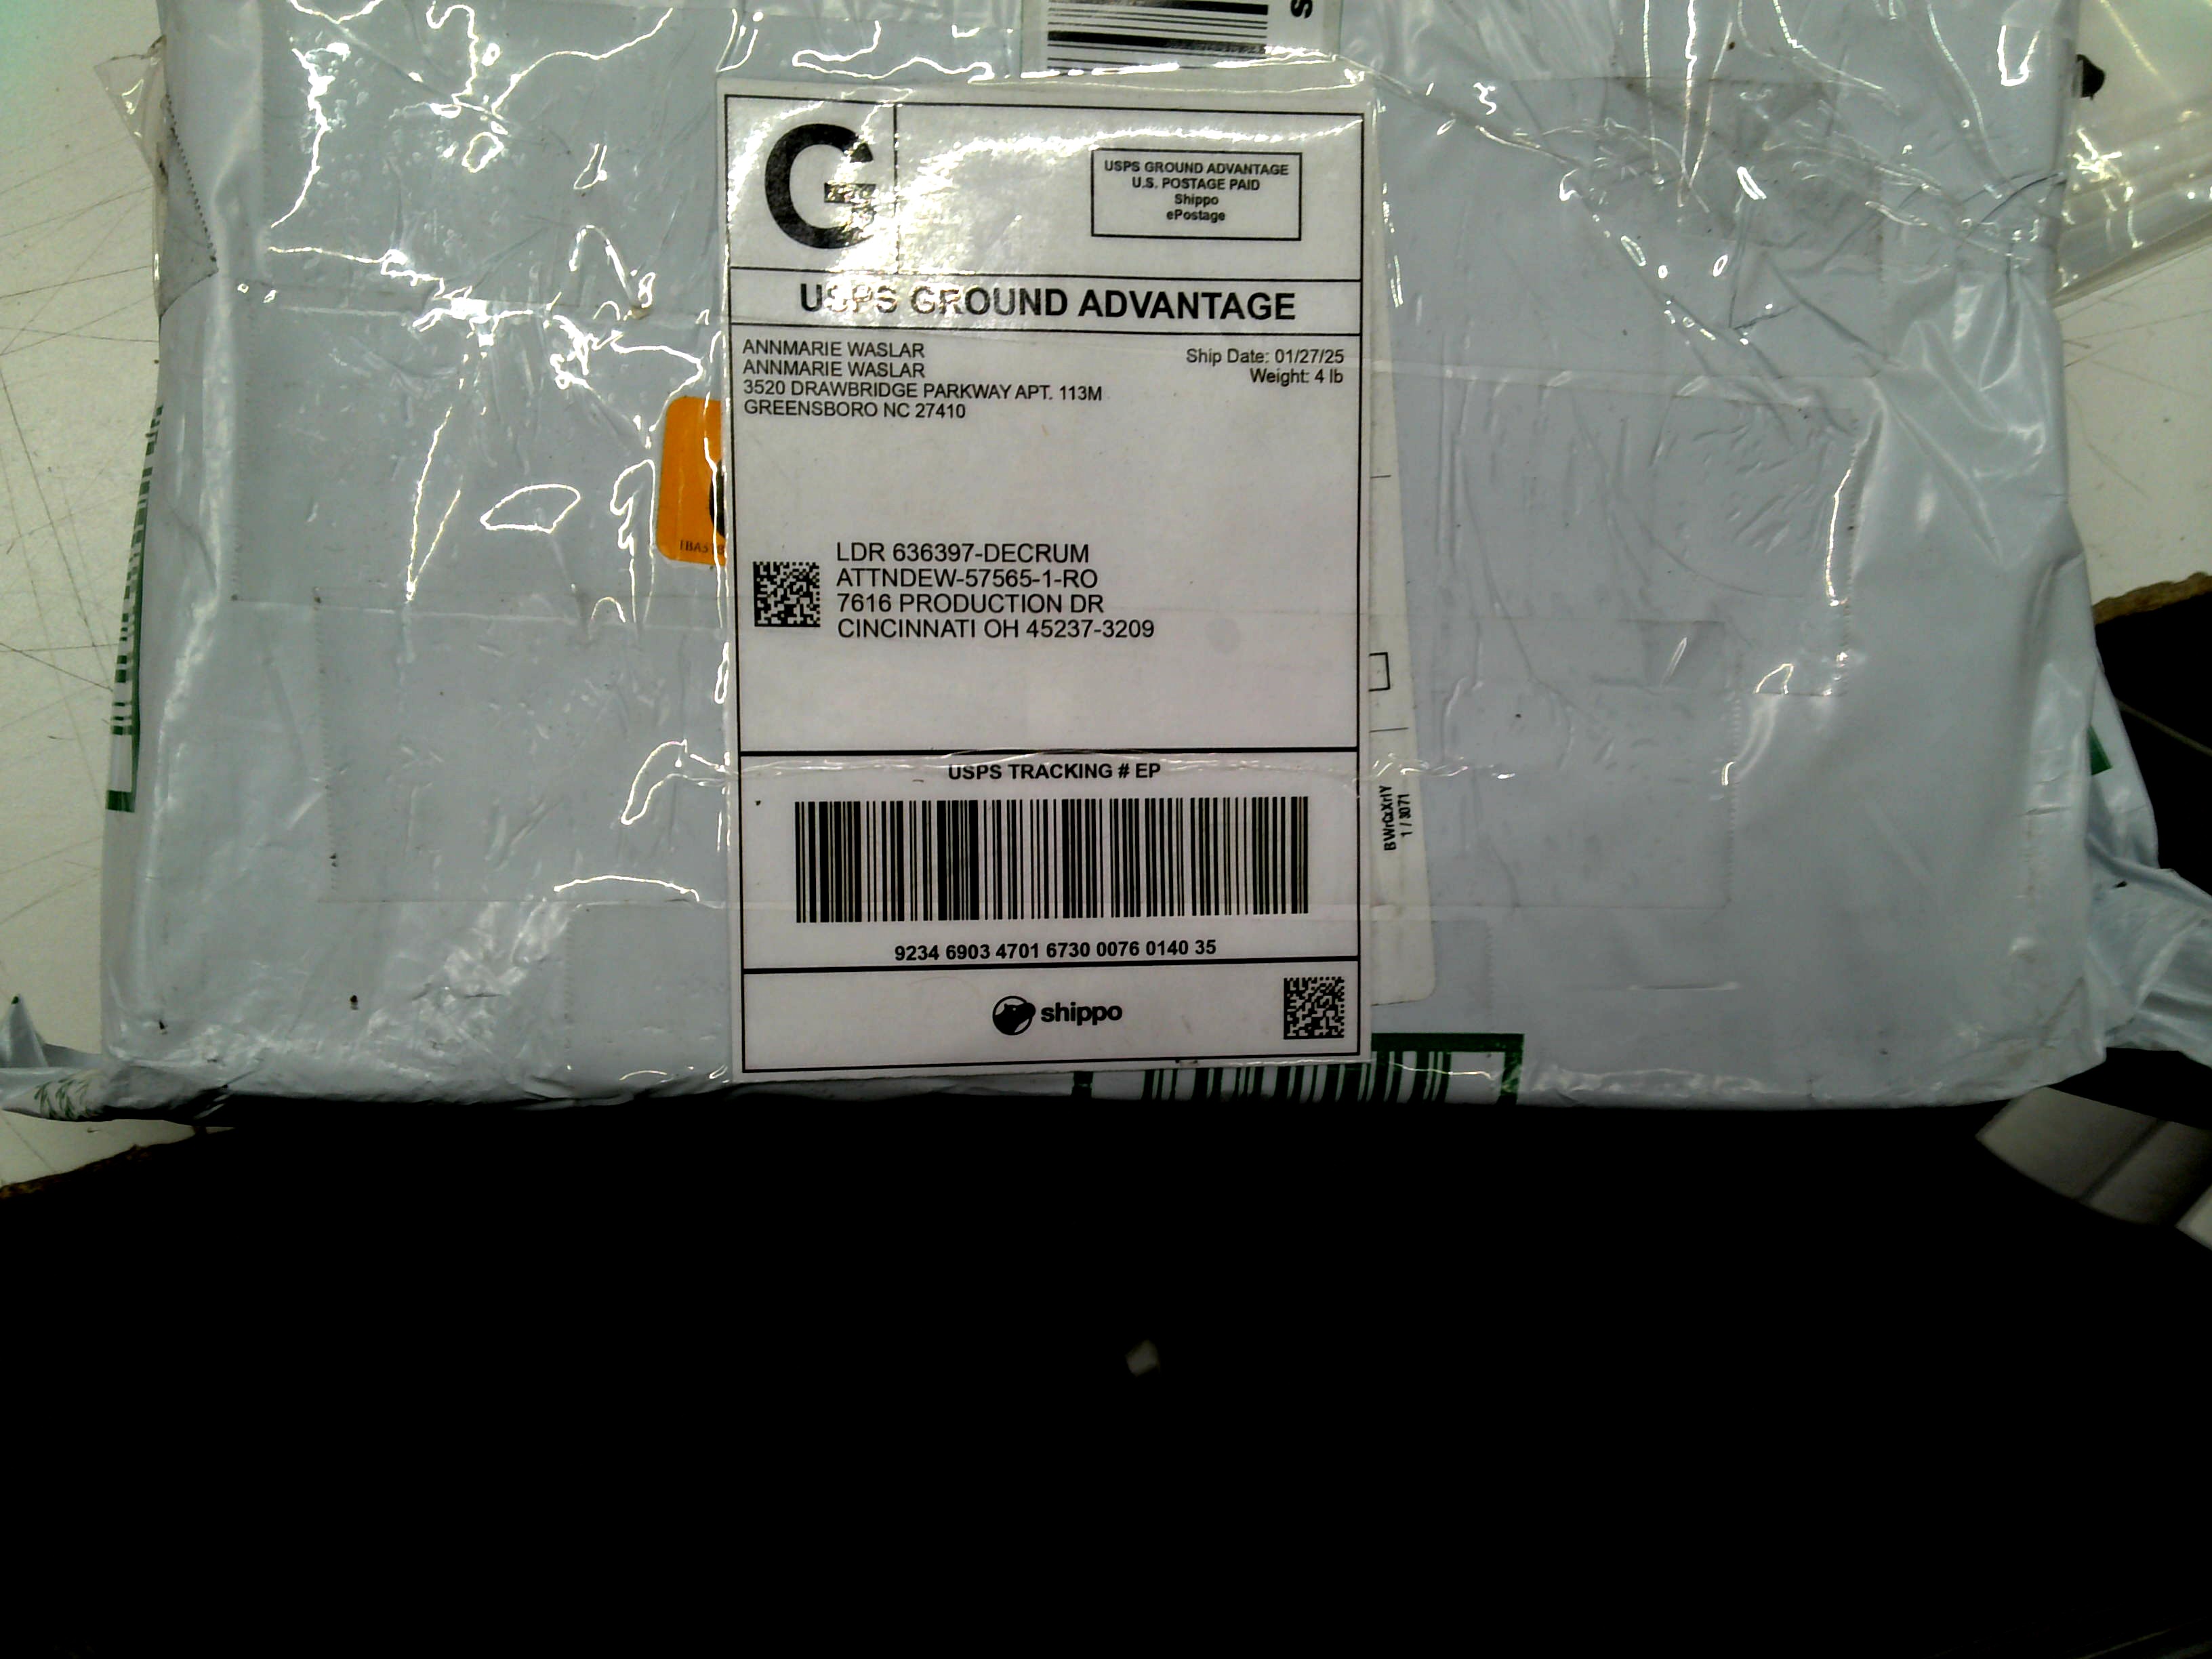 S
G
USPS GROUND ADVANTAGE
U.S. POSTAGE PAID
Shippo
ePostage
USPS GROUND ADVANTAGE
ANNMARIE WASLAR
ANNMARIE WASLAR
3520 DRAWBRIDGE PARKWAY APT. 113M
GREENSBORO NC 27410
Ship Date: 01/27/25
Weight: 4 lb
LDR 636397-DECRUM
ATTNDEW-57565-1-RO
7616 PRODUCTION DR
CINCINNATI OH 45237-3209
USPS TRACKING # EP
9234 6903 4701 6730 0076 0140 35
shippo
1 / 3071